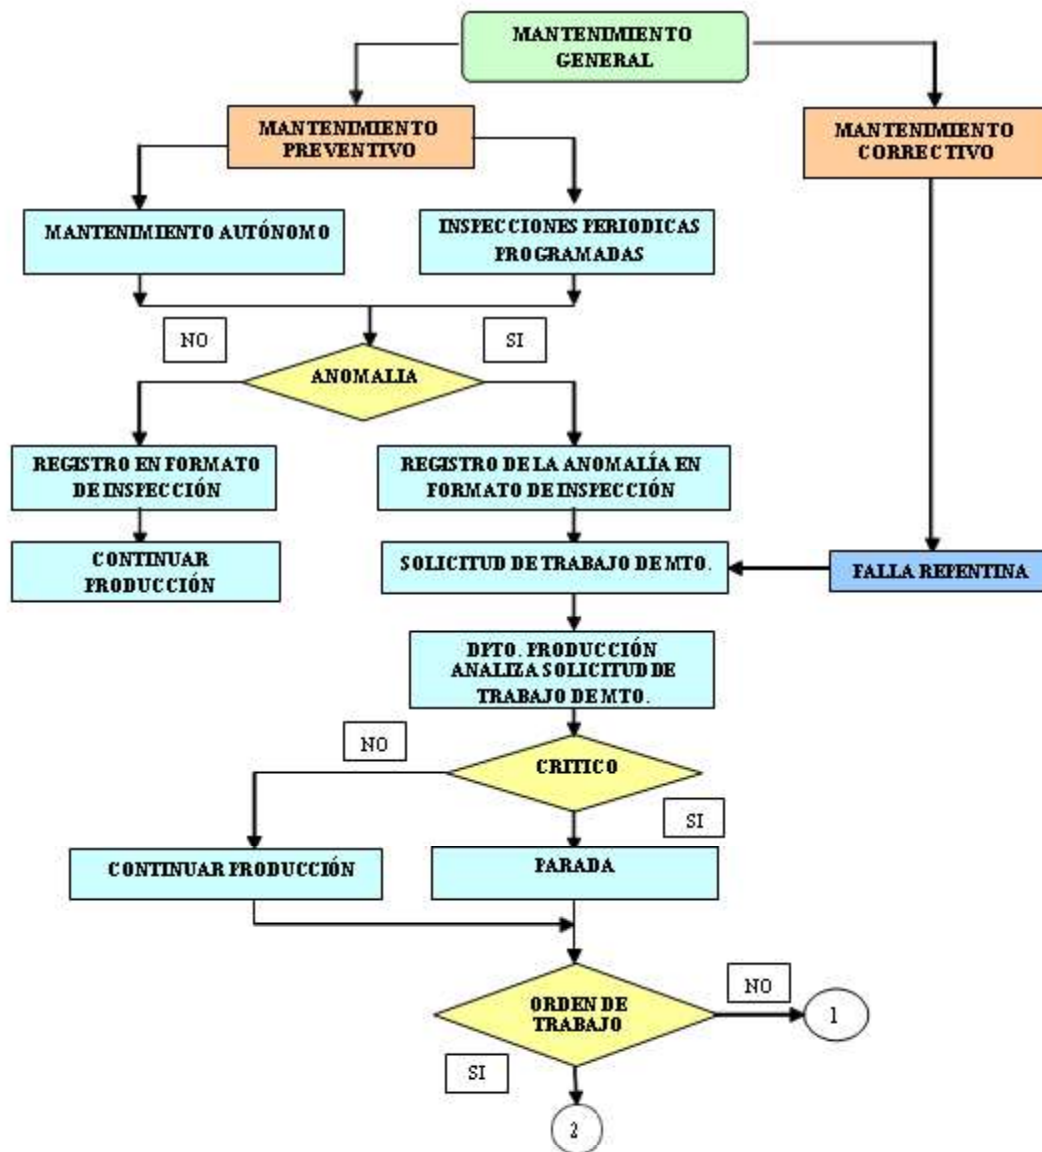 MANTENIMIENTO
GENERAL
MANTENIMIENTO
PREVENTIVO
MANTENIMIENTO
CORRECTIVO
MANTENIMIENTO AUTÓNOMO
INSPECCIONES PERIODICAS
PROGRAMADAS
NO
SI
ANOMALIA
REGISTRO EN FORMATO
DE INSPECCIÓN
REGISTRO DE LA ANOMALÍA EN
FORMATO DE INSPECCIÓN
CONTINUAR
PRODUCCIÓN
SOLICITUD DE TRABAJO DE MTO.
FALLA REPENTINA
DPTO. PRODUCCIÓN
ANALIZA SOLICITUD DE
TRABAJO DE MTO.
NO
CRITICO
SI
CONTINUAR PRODUCCIÓN
PARADA
ORDEN DE
TRABAJO
NO
1
SI
2